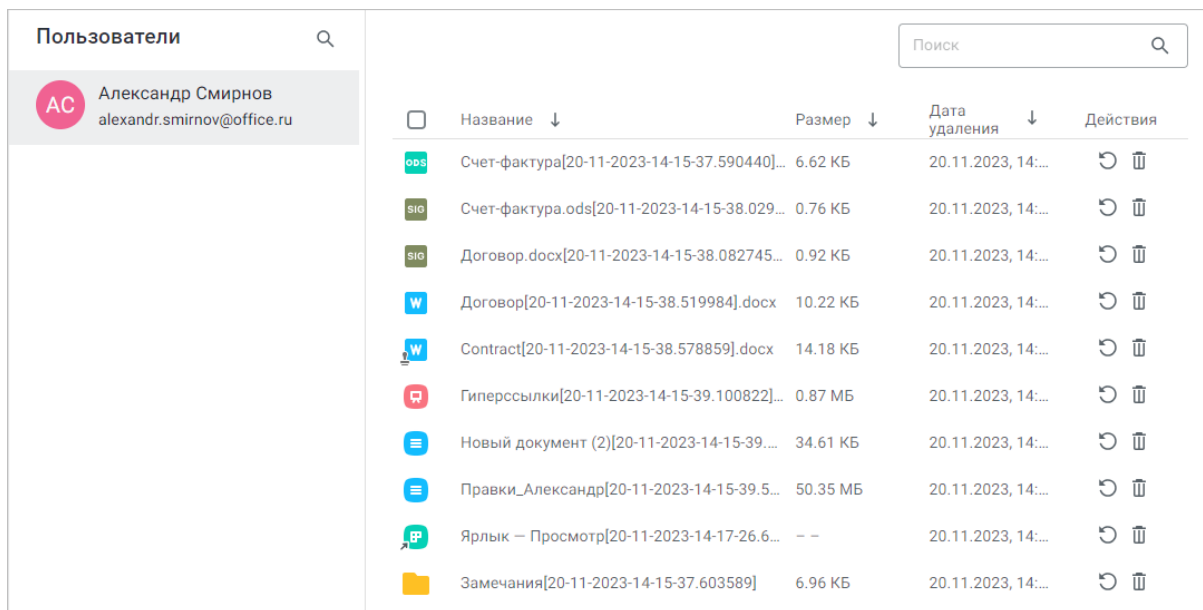 Пользователи
АС
Александр Смирнов
alexandr.smirnov@office.ru
Поиск
Название Размер Дата удаления Действия
ODS Счет-фактура[20-11-2023-14-15-37.590440]... 6.62 КБ 20.11.2023, 14:...
SIG Счет-фактура.ods[20-11-2023-14-15-38.029... 0.76 КБ 20.11.2023, 14:...
SIG Договор.docx[20-11-2023-14-15-38.082745... 0.92 КБ 20.11.2023, 14:...
W Договор[20-11-2023-14-15-38.519984].docx 10.22 КБ 20.11.2023, 14:...
W Contract[20-11-2023-14-15-38.578859].docx 14.18 КБ 20.11.2023, 14:...
Гиперссылки[20-11-2023-14-15-39.100822]... 0.87 МБ 20.11.2023, 14:...
Новый документ (2)[20-11-2023-14-15-39.... 34.61 КБ 20.11.2023, 14:...
Правки_Александр[20-11-2023-14-15-39.5... 50.35 МБ 20.11.2023, 14:...
Ярлык — Просмотр[20-11-2023-14-17-26.6... – – 20.11.2023, 14:...
Замечания[20-11-2023-14-15-37.603589] 6.96 КБ 20.11.2023, 14:...